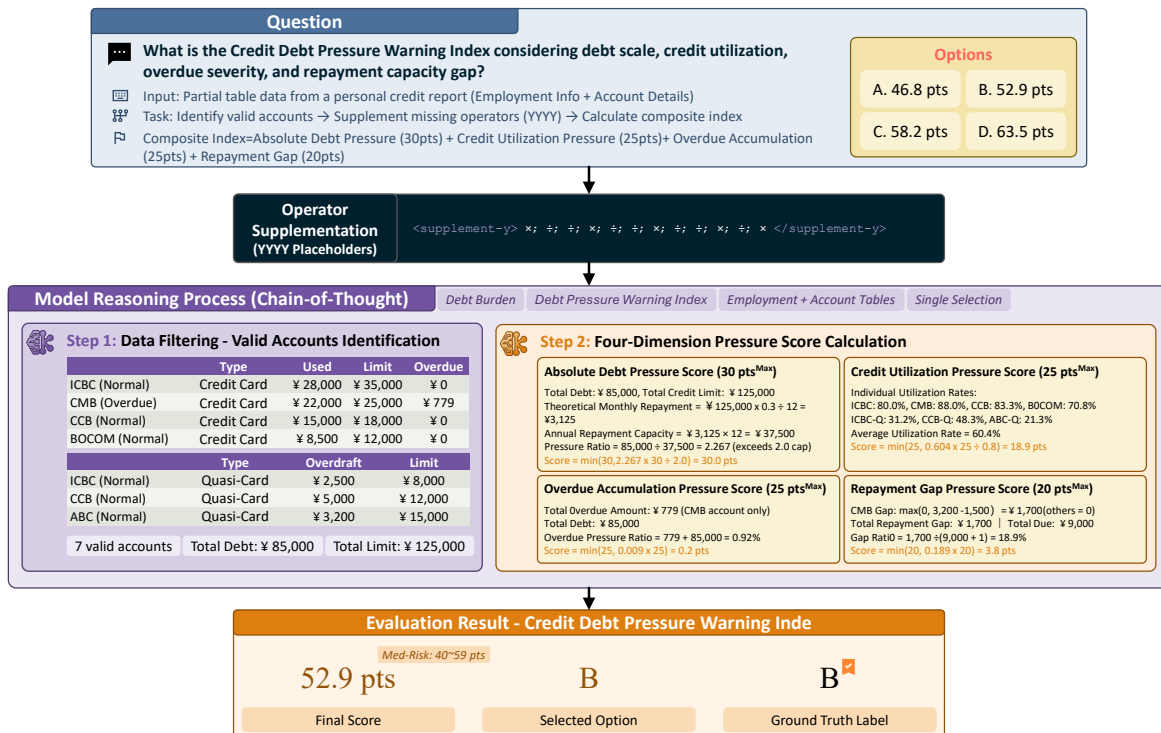 Question
What is the Credit Debt Pressure Warning Index considering debt scale, credit utilization,
overdue severity, and repayment capacity gap?
Input: Partial table data from a personal credit report (Employment Info + Account Details)
Task: Identify valid accounts → Supplement missing operators (YYYY) → Calculate composite index
Composite Index=Absolute Debt Pressure (30pts) + Credit Utilization Pressure (25pts)+ Overdue Accumulation
(25pts) + Repayment Gap (20pts)
Options
A. 46.8 pts B. 52.9 pts
C. 58.2 pts D. 63.5 pts
Operator
Supplementation
(YYYY Placeholders)
<supplement-y> ×; ÷; ÷; ×; ÷; ÷; ×; ÷; ÷; ×; ÷; × </supplement-y>
Model Reasoning Process (Chain-of-Thought) Debt Burden Debt Pressure Warning Index Employment + Account Tables Single Selection
Step 1: Data Filtering - Valid Accounts Identification
Type Used Limit Overdue
ICBC (Normal) Credit Card ¥ 28,000 ¥ 35,000 ¥ 0
CMB (Overdue) Credit Card ¥ 22,000 ¥ 25,000 ¥ 779
CCB (Normal) Credit Card ¥ 15,000 ¥ 18,000 ¥ 0
BOCOM (Normal) Credit Card ¥ 8,500 ¥ 12,000 ¥ 0
Type Overdraft Limit
ICBC (Normal) Quasi-Card ¥ 2,500 ¥ 8,000
CCB (Normal) Quasi-Card ¥ 5,000 ¥ 12,000
ABC (Normal) Quasi-Card ¥ 3,200 ¥ 15,000
7 valid accounts Total Debt: ¥ 85,000 Total Limit: ¥ 125,000
Step 2: Four-Dimension Pressure Score Calculation
Absolute Debt Pressure Score (30 ptsMax)
Total Debt: ¥ 85,000, Total Credit Limit: ¥ 125,000
Theoretical Monthly Repayment = ¥ 125,000 x 0.3 ÷ 12 =
¥3,125
Annual Repayment Capacity = ¥ 3,125 × 12 = ¥ 37,500
Pressure Ratio = 85,000 ÷ 37,500 = 2.267 (exceeds 2.0 cap)
Score = min(30,2.267 x 30 ÷ 2.0) = 30.0 pts
Credit Utilization Pressure Score (25 ptsMax)
Individual Utilization Rates:
ICBC: 80.0%, CMB: 88.0%, CCB: 83.3%, BOCOM: 70.8%
ICBC-Q: 31.2%, CCB-Q: 48.3%, ABC-Q: 21.3%
Average Utilization Rate = 60.4%
Score = min(25, 0.604 x 25 ÷ 0.8) = 18.9 pts
Overdue Accumulation Pressure Score (25 ptsMax)
Total Overdue Amount: ¥ 779 (CMB account only)
Total Debt: ¥ 85,000
Overdue Pressure Ratio = 779 + 85,000 = 0.92%
Score = min(25, 0.009 x 25) = 0.2 pts
Repayment Gap Pressure Score (20 ptsMax)
CMB Gap: max(0, 3,200 -1,500) = ¥ 1,700(others = 0)
Total Repayment Gap: ¥ 1,700 | Total Due: ¥ 9,000
Gap Rati0 = 1,700 ÷(9,000 + 1) = 18.9%
Score = min(20, 0.189 x 20) = 3.8 pts
Evaluation Result - Credit Debt Pressure Warning Inde
Med-Risk: 40~59 pts
52.9 pts B B
Final Score Selected Option Ground Truth Label